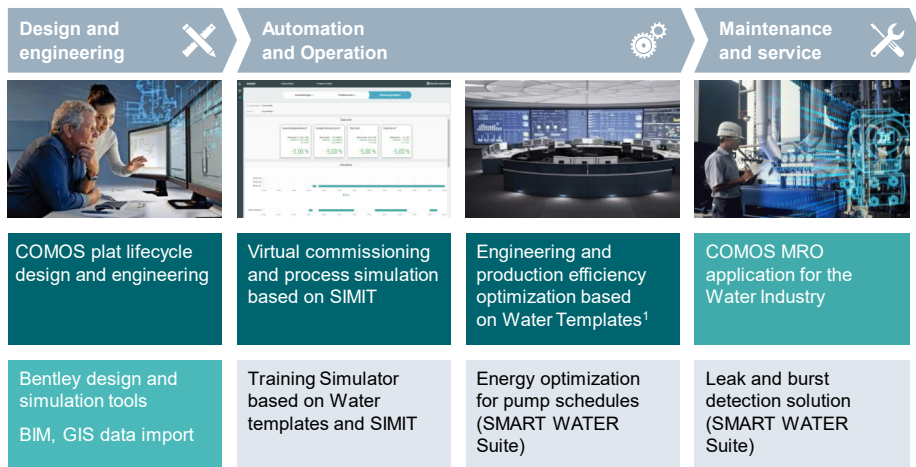 Design and
engineering
Automation
and Operation
Maintenance
and service
COMOS plat lifecycle
design and engineering
Virtual commissioning
and process simulation
based on SIMIT
Engineering and
production efficiency
optimization based
on Water Templates¹
COMOS MRO
application for the
Water Industry
Bentley design and
simulation tools
BIM, GIS data import
Training Simulator
based on Water
templates and SIMIT
Energy optimization
for pump schedules
(SMART WATER
Suite)
Leak and burst
detection solution
(SMART WATER
Suite)